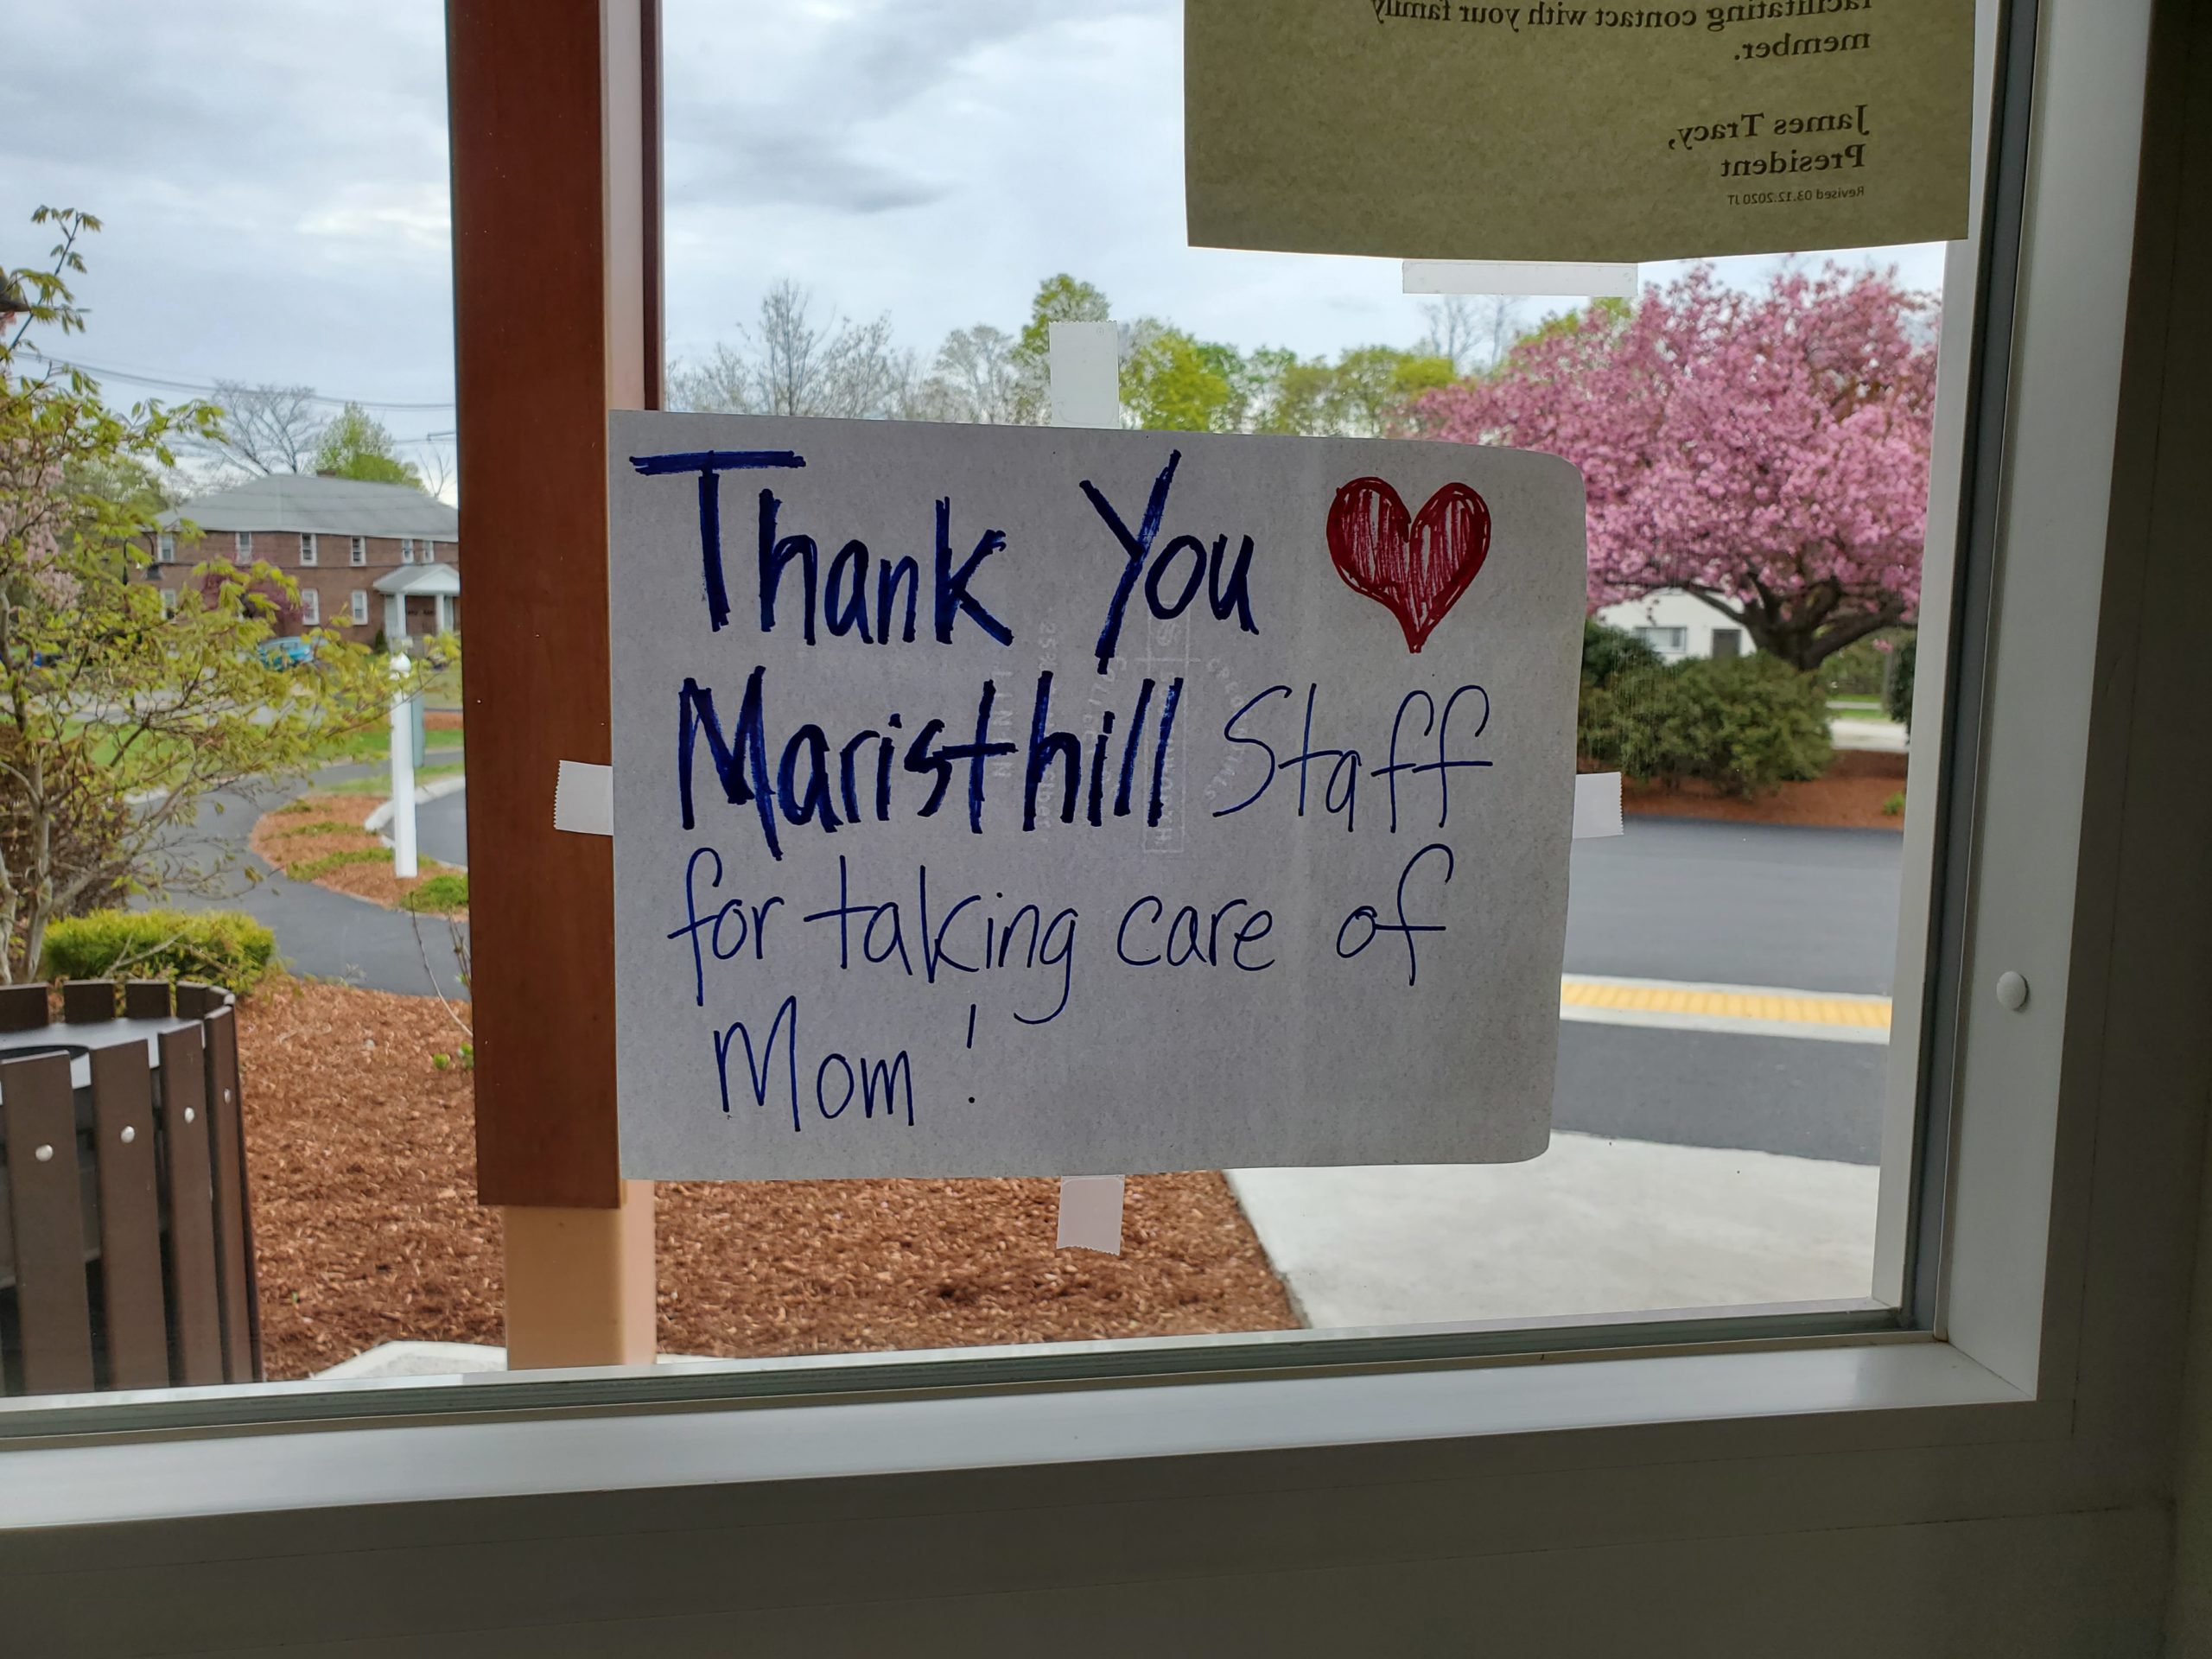 facilitating contact with your family
member.
James Tracy,
President
Revised 03.12.2020 JT
Thank You
Maristhill Staff
for taking care of
Mom!